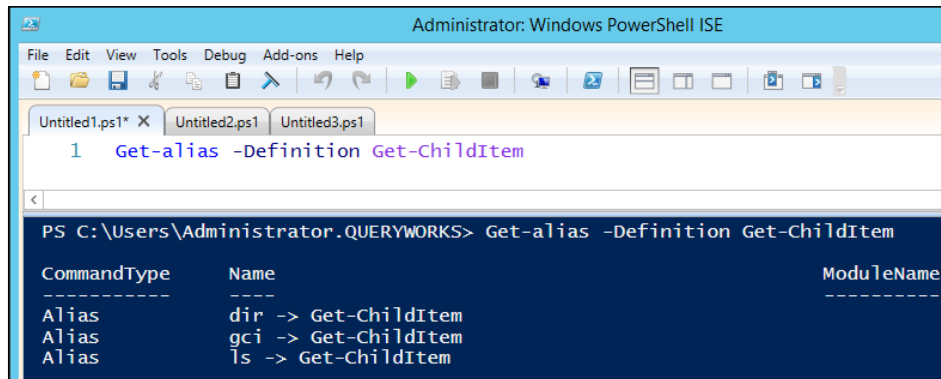 Administrator: Windows PowerShell ISE
File Edit View Tools Debug Add-ons Help
Untitled1.ps1* X Untitled2.ps1 Untitled3.ps1
1 Get-alias -Definition Get-ChildItem
PS C:\Users\Administrator.QUERYWORKS> Get-alias -Definition Get-ChildItem
CommandType Name ModuleName
----------- ---- ----------
Alias dir -> Get-ChildItem
Alias gci -> Get-ChildItem
Alias ls -> Get-ChildItem